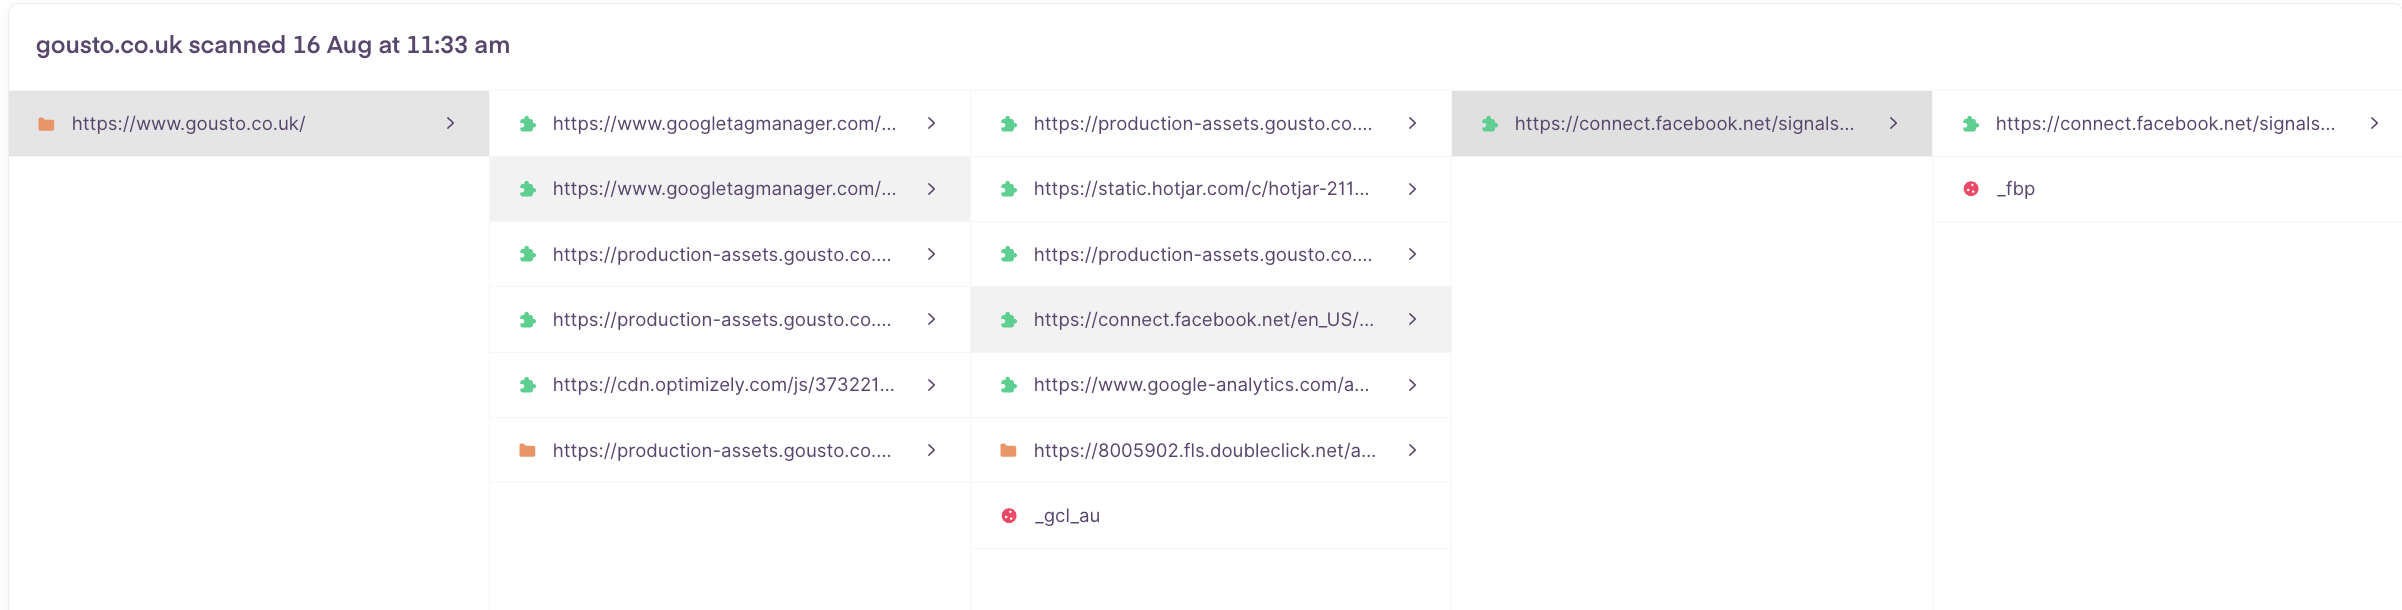 gousto.co.uk scanned 16 Aug at 11:33 am
https://www.gousto.co.uk/
https://www.googletagmanager.com/...
https://www.googletagmanager.com/...
https://production-assets.gousto.co....
https://production-assets.gousto.co....
https://cdn.optimizely.com/js/373221...
https://production-assets.gousto.co....
https://production-assets.gousto.co....
https://static.hotjar.com/c/hotjar-211...
https://production-assets.gousto.co....
https://connect.facebook.net/en_US/...
https://www.google-analytics.com/a...
https://8005902.fls.doubleclick.net/a...
_gcl_au
https://connect.facebook.net/signals...
https://connect.facebook.net/signals...
_fbp